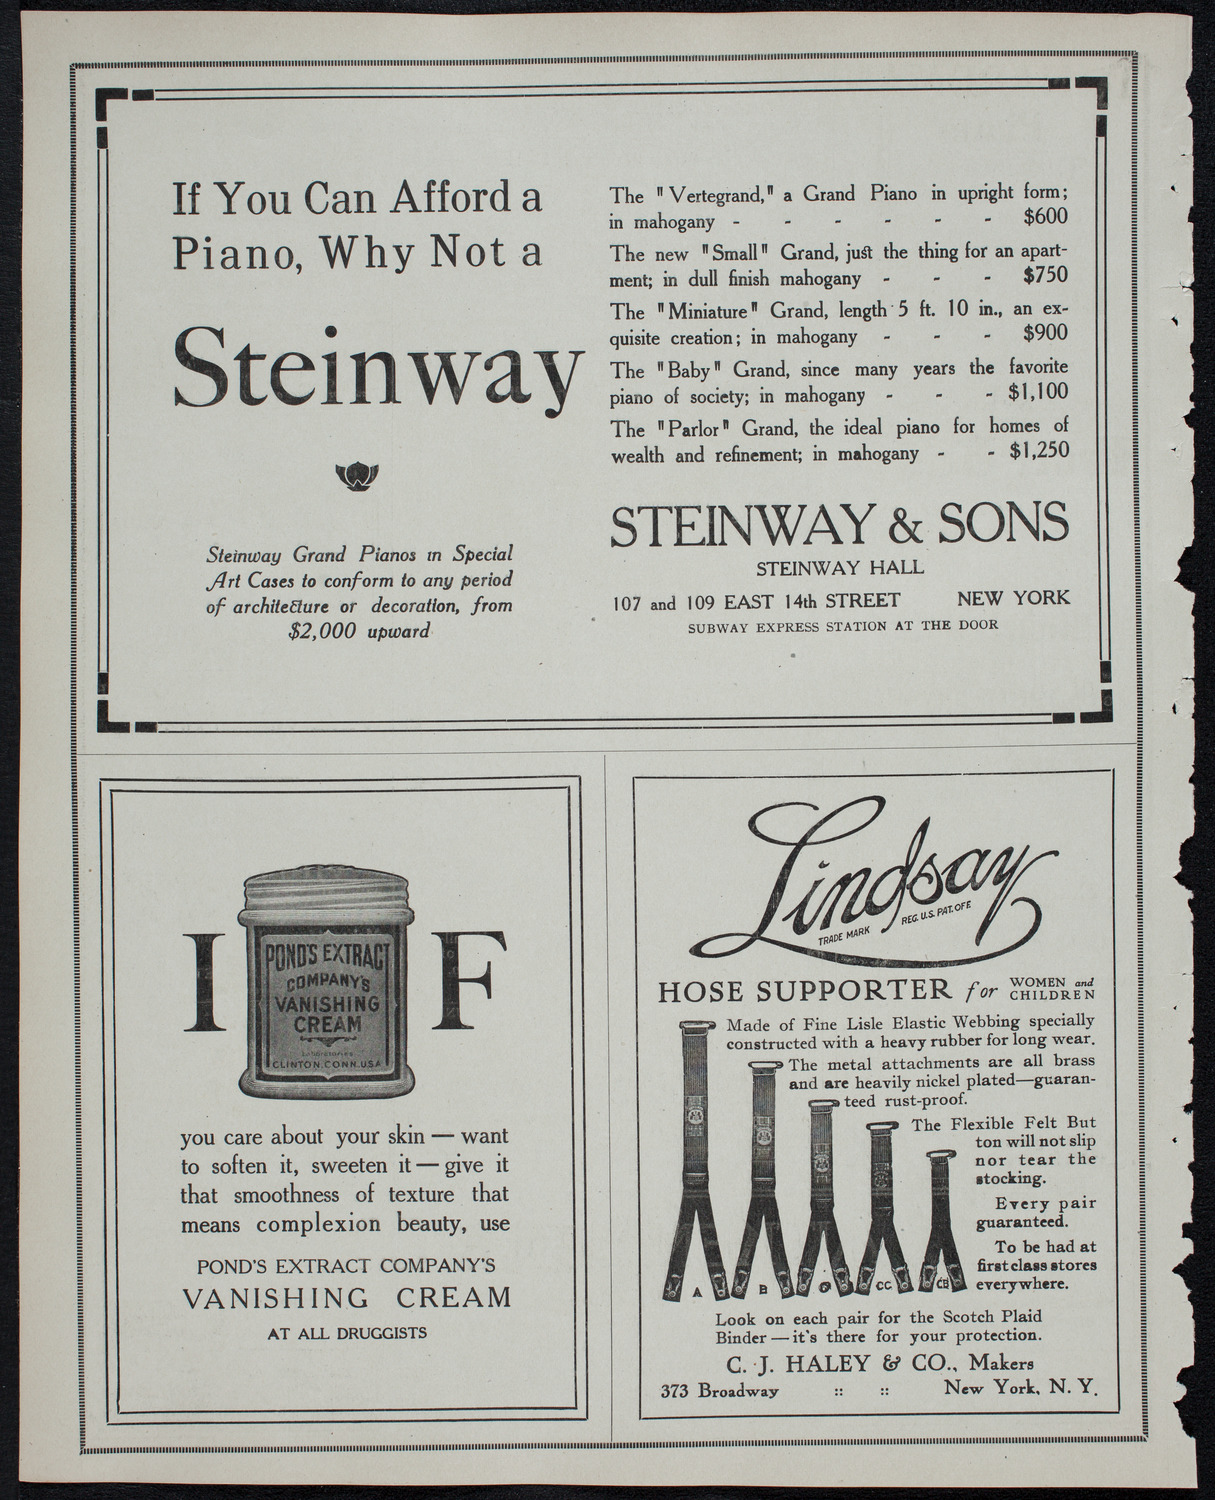 If You Can Afford a
Piano, Why Not a
Steinway
Steinway Grand Pianos in Special
Art Cases to conform to any period
of architecture or decoration, from
$2,000 upward
The "Vertegrand," a Grand Piano in upright form;
in mahogany - - - - - - $600
The new "Small" Grand, just the thing for an apart-
ment; in dull finish mahogany - - - $750
The "Miniature" Grand, length 5 ft. 10 in., an ex-
quisite creation; in mahogany - - - $900
The "Baby" Grand, since many years the favorite
piano of society; in mahogany - - - $1,100
The "Parlor" Grand, the ideal piano for homes of
wealth and refinement; in mahogany - - $1,250
STEINWAY & SONS
STEINWAY HALL
107 and 109 EAST 14th STREET NEW YORK
SUBWAY EXPRESS STATION AT THE DOOR
I F
POND'S EXTRACT
COMPANY'S
VANISHING
CREAM
Laboratories
CLINTON.CONN.USA
you care about your skin — want
to soften it, sweeten it — give it
that smoothness of texture that
means complexion beauty, use
POND'S EXTRACT COMPANY'S
VANISHING CREAM
AT ALL DRUGGISTS
Lindsay
TRADE MARK REG. U.S. PAT. OFF.
HOSE SUPPORTER for WOMEN and
CHILDREN
Made of Fine Lisle Elastic Webbing specially
constructed with a heavy rubber for long wear.
The metal attachments are all brass
and are heavily nickel plated—guaran-
teed rust-proof.
The Flexible Felt But
ton will not slip
nor tear the
stocking.
Every pair
guaranteed.
To be had at
first class stores
everywhere.
A B C CC CB
Look on each pair for the Scotch Plaid
Binder — it's there for your protection.
C. J. HALEY & CO., Makers
373 Broadway :: :: New York, N. Y.